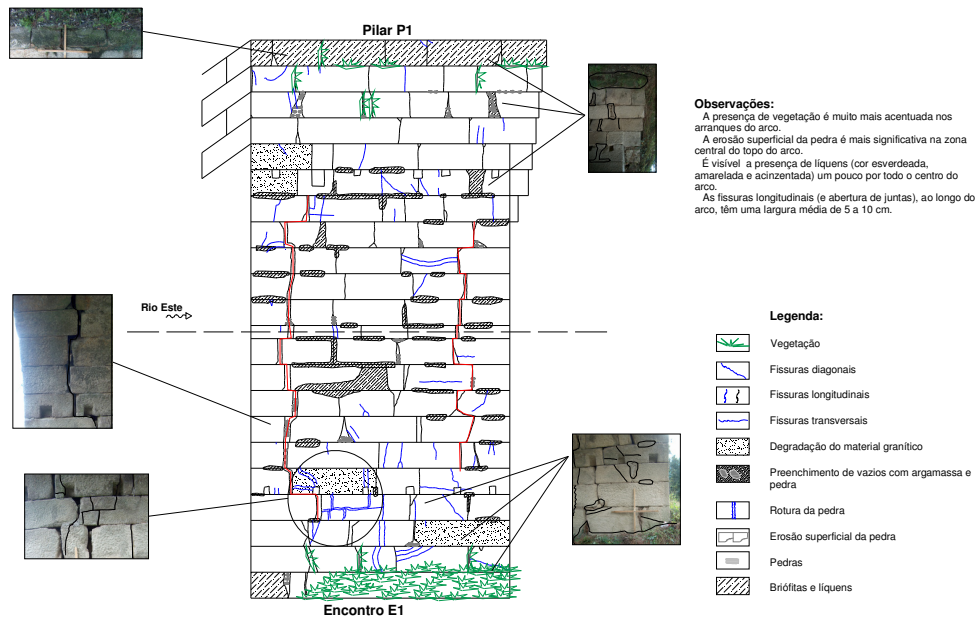 Pilar P1
Observações:
A presença de vegetação é muito mais acentuada nos
arranques do arco.
A erosão superficial da pedra é mais significativa na zona
central do topo do arco.
É visível a presença de líquens (cor esverdeada,
amarelada e acinzentada) um pouco por todo o centro do
arco.
As fissuras longitudinais (e abertura de juntas), ao longo do
arco, têm uma largura média de 5 a 10 cm.
Rio Este
Legenda:
Vegetação
Fissuras diagonais
Fissuras longitudinais
Fissuras transversais
Degradação do material granítico
Preenchimento de vazios com argamassa e
pedra
Rotura da pedra
Erosão superficial da pedra
Pedras
Briófitas e líquens
Encontro E1